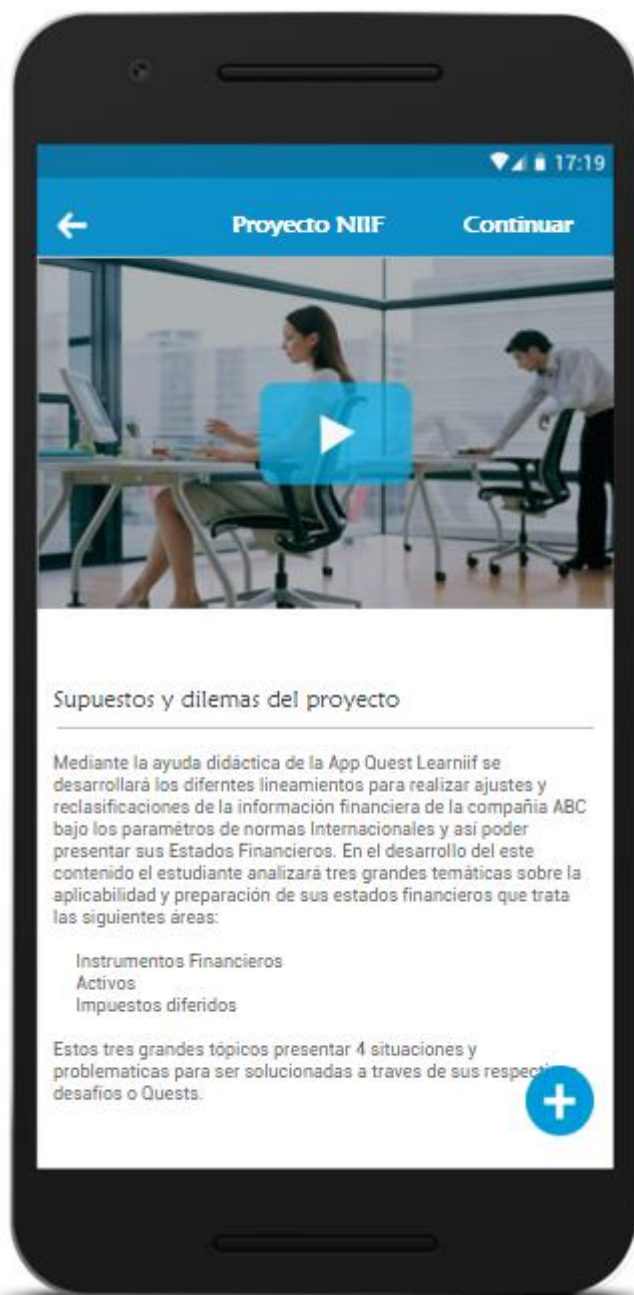 17:19
Proyecto NIIF Continuar
Supuestos y dilemas del proyecto
Mediante la ayuda didáctica de la App Quest Learniif se
desarrollará los diferntes lineamientos para realizar ajustes y
reclasificaciones de la información financiera de la compañia ABC
bajo los paramétros de normas Internacionales y así poder
presentar sus Estados Financieros. En el desarrollo del este
contenido el estudiante analizará tres grandes temáticas sobre la
aplicabilidad y preparación de sus estados financieros que trata
las siguientes áreas:
Instrumentos Financieros
Activos
Impuestos diferidos
Estos tres grandes tópicos presentar 4 situaciones y
problematicas para ser solucionadas a traves de sus
desafíos o Quests.